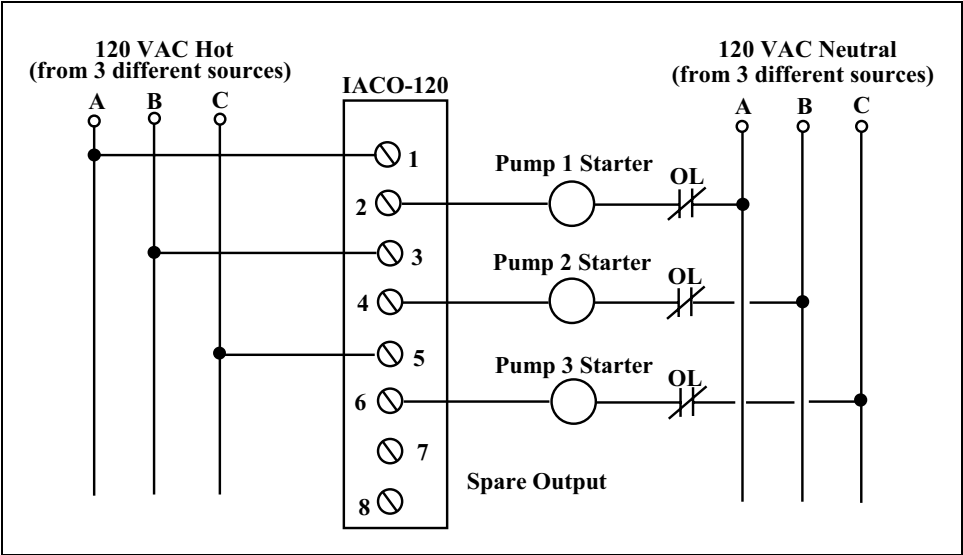 120 VAC Hot
(from 3 different sources)
A B C
IACO-120
120 VAC Neutral
(from 3 different sources)
A B C
1
Pump 1 Starter
OL
2
3
Pump 2 Starter
OL
4
5
Pump 3 Starter
OL
6
7
Spare Output
8